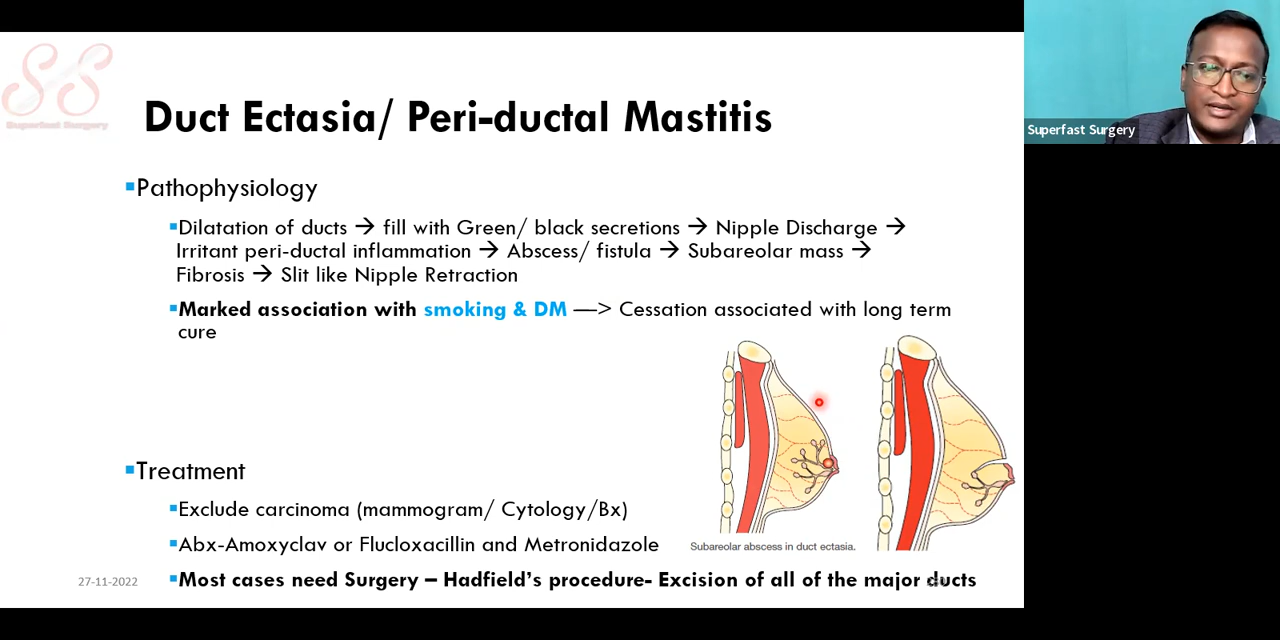 Superfast Surgery
Duct Ectasia/ Peri-ductal Mastitis
Superfast Surgery
▪Pathophysiology
▪Dilatation of ducts → fill with Green/ black secretions → Nipple Discharge →
Irritant peri-ductal inflammation → Abscess/ fistula → Subareolar mass →
Fibrosis → Slit like Nipple Retraction
▪Marked association with smoking & DM —> Cessation associated with long term
cure
▪Treatment
▪Exclude carcinoma (mammogram/ Cytology/Bx)
▪Abx-Amoxyclav or Flucloxacillin and Metronidazole
Subareolar abscess in duct ectasia.
27-11-2022
▪Most cases need Surgery – Hadfield's procedure- Excision of all of the major ducts